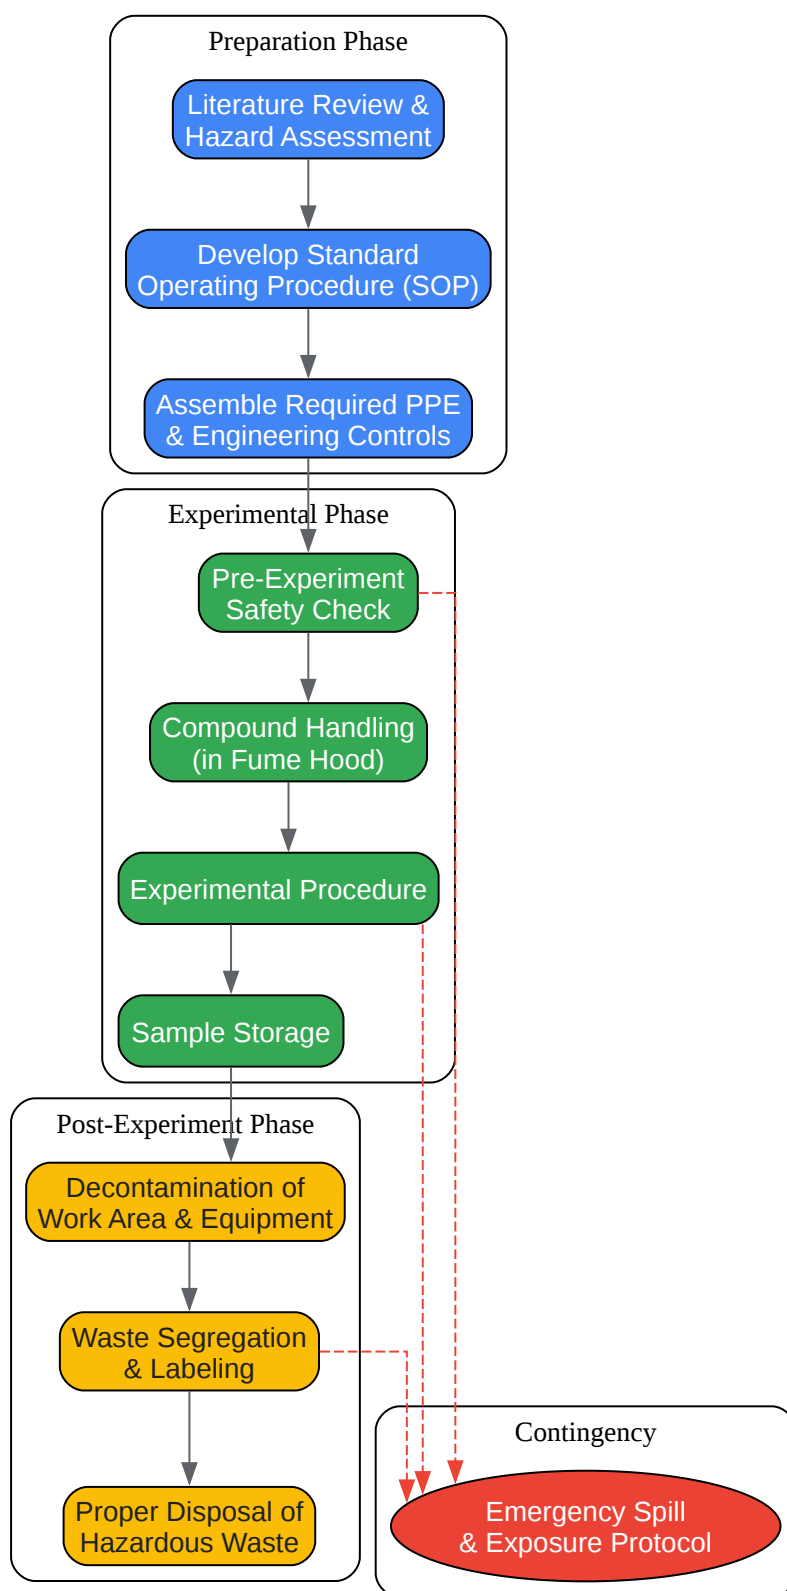 Preparation Phase
Literature Review &
Hazard Assessment
Develop Standard
Operating Procedure (SOP)
Assemble Required PPE
& Engineering Controls
Experimental Phase
Pre-Experiment
Safety Check
Compound Handling
(in Fume Hood)
Experimental Procedure
Sample Storage
Post-Experiment Phase
Decontamination of
Work Area & Equipment
Waste Segregation
& Labeling
Proper Disposal of
Hazardous Waste
Contingency
Emergency Spill
& Exposure Protocol